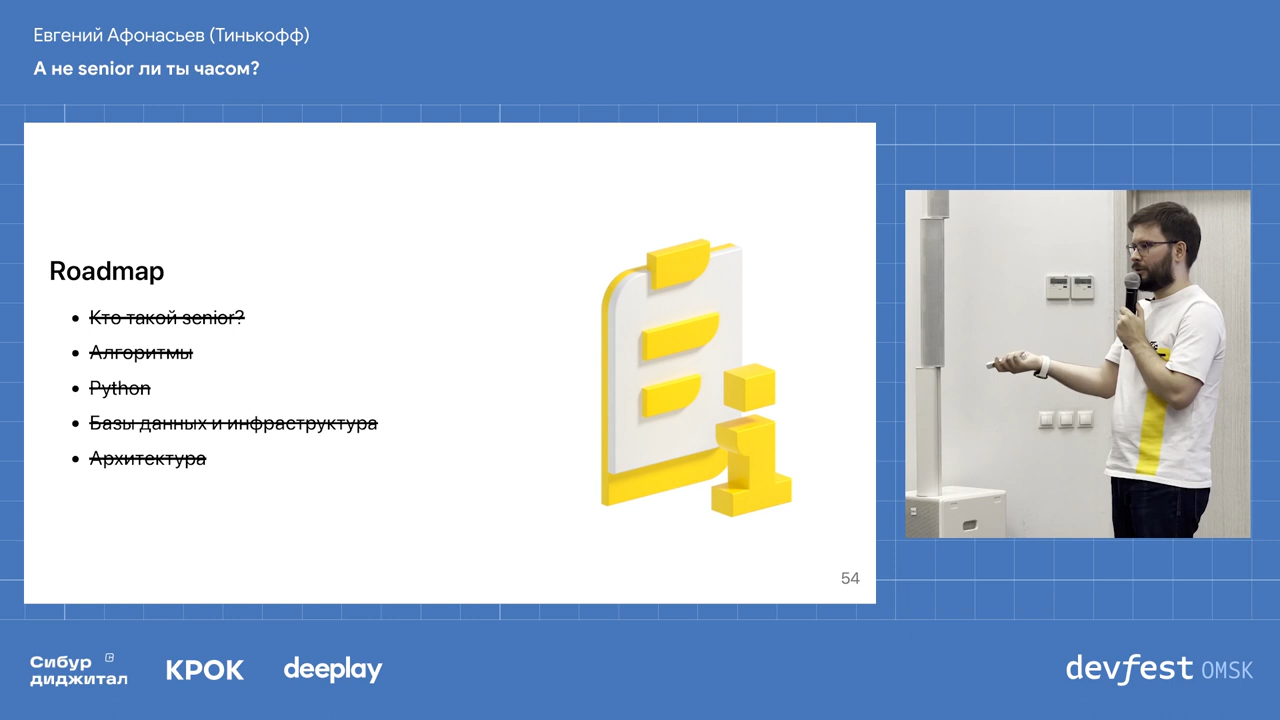 Евгений Афонасьев (Тинькофф)
А не senior ли ты часом?
Roadmap
Кто такой senior?
Алгоритмы
Python
Базы данных и инфраструктура
Архитектура
54
Сибур
диджитал
КРОК
deeplay
devfest OMSK